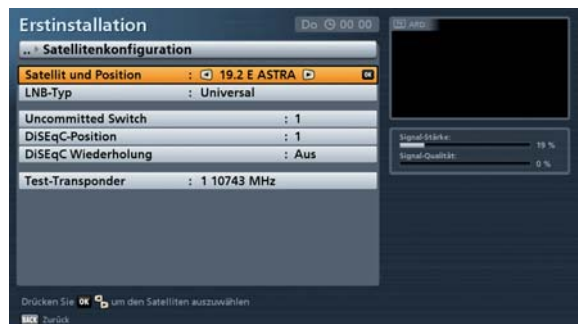 Erstinstallation
Do 00 00
ARD
.. Satellitenkonfiguration
Satellit und Position : 19.2 E ASTRA OK
LNB-Typ : Universal
Uncommitted Switch : 1
DiSEqC-Position : 1
DiSEqC Wiederholung : Aus
Test-Transponder : 1 10743 MHz
Signal-Stärke:
19 %
Signal-Qualität:
0 %
Drücken Sie OK um den Satelliten auszuwählen
BACK Zurück